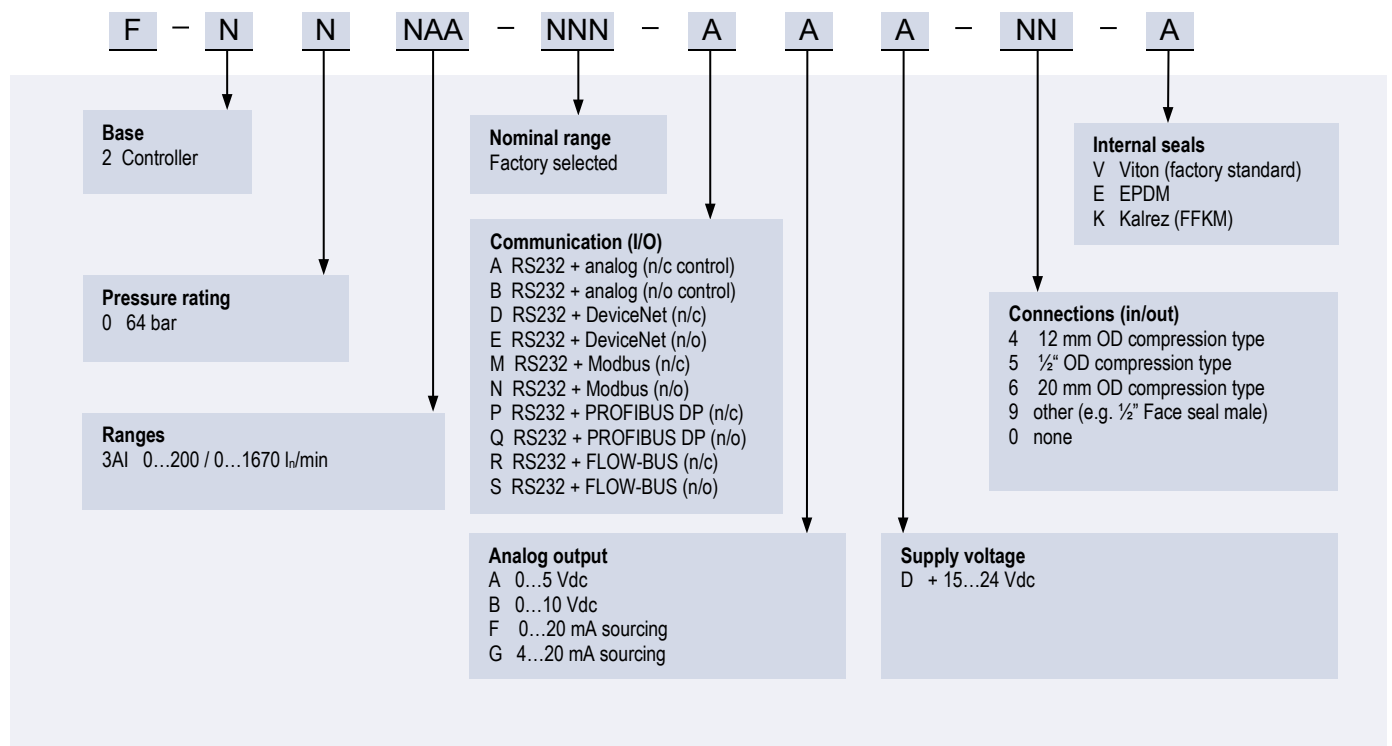 F – N N NAA – NNN – A A A – NN – A
Base
2 Controller
Pressure rating
0 64 bar
Ranges
3AI 0…200 / 0…1670 lₙ/min
Nominal range
Factory selected
Communication (I/O)
A RS232 + analog (n/c control)
B RS232 + analog (n/o control)
D RS232 + DeviceNet (n/c)
E RS232 + DeviceNet (n/o)
M RS232 + Modbus (n/c)
N RS232 + Modbus (n/o)
P RS232 + PROFIBUS DP (n/c)
Q RS232 + PROFIBUS DP (n/o)
R RS232 + FLOW-BUS (n/c)
S RS232 + FLOW-BUS (n/o)
Analog output
A 0…5 Vdc
B 0…10 Vdc
F 0…20 mA sourcing
G 4…20 mA sourcing
Supply voltage
D + 15…24 Vdc
Connections (in/out)
4 12 mm OD compression type
5 ½“ OD compression type
6 20 mm OD compression type
9 other (e.g. ½” Face seal male)
0 none
Internal seals
V Viton (factory standard)
E EPDM
K Kalrez (FFKM)